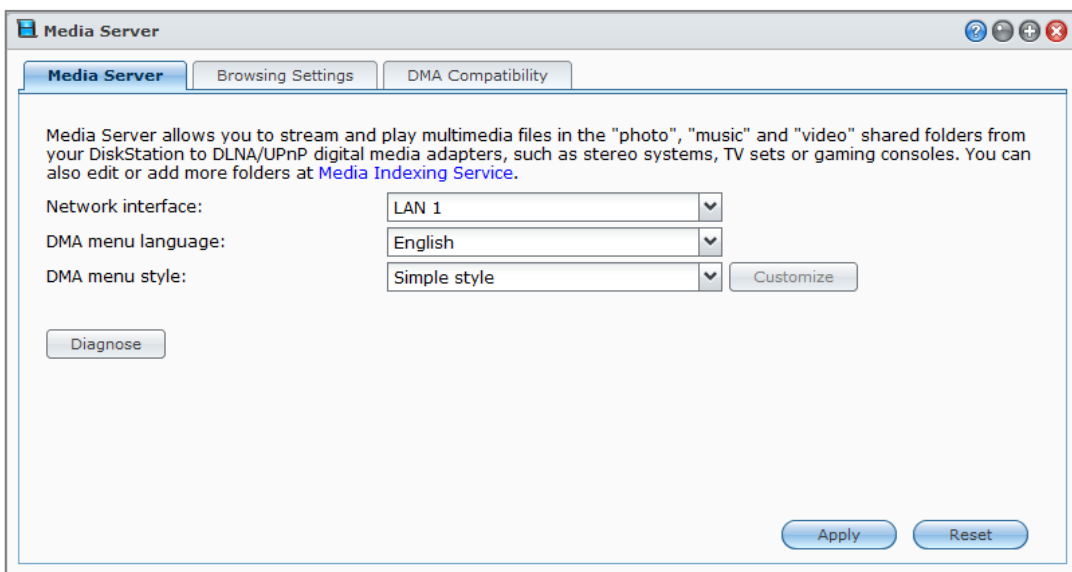 Media Server
Media Server Browsing Settings DMA Compatibility
Media Server allows you to stream and play multimedia files in the "photo", "music" and "video" shared folders from
your DiskStation to DLNA/UPnP digital media adapters, such as stereo systems, TV sets or gaming consoles. You can
also edit or add more folders at Media Indexing Service.
Network interface: LAN 1
DMA menu language: English
DMA menu style: Simple style Customize
Diagnose
Apply Reset